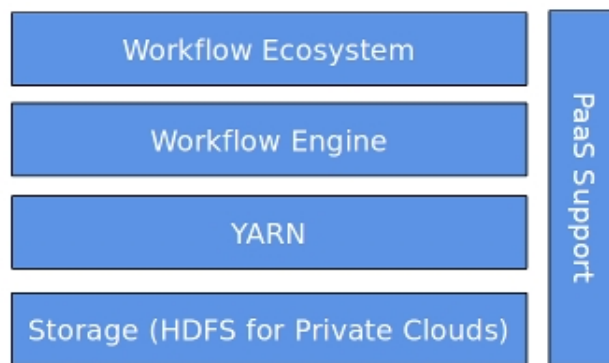 Workflow Ecosystem
Workflow Engine
YARN
Storage (HDFS for Private Clouds)
PaaS Support